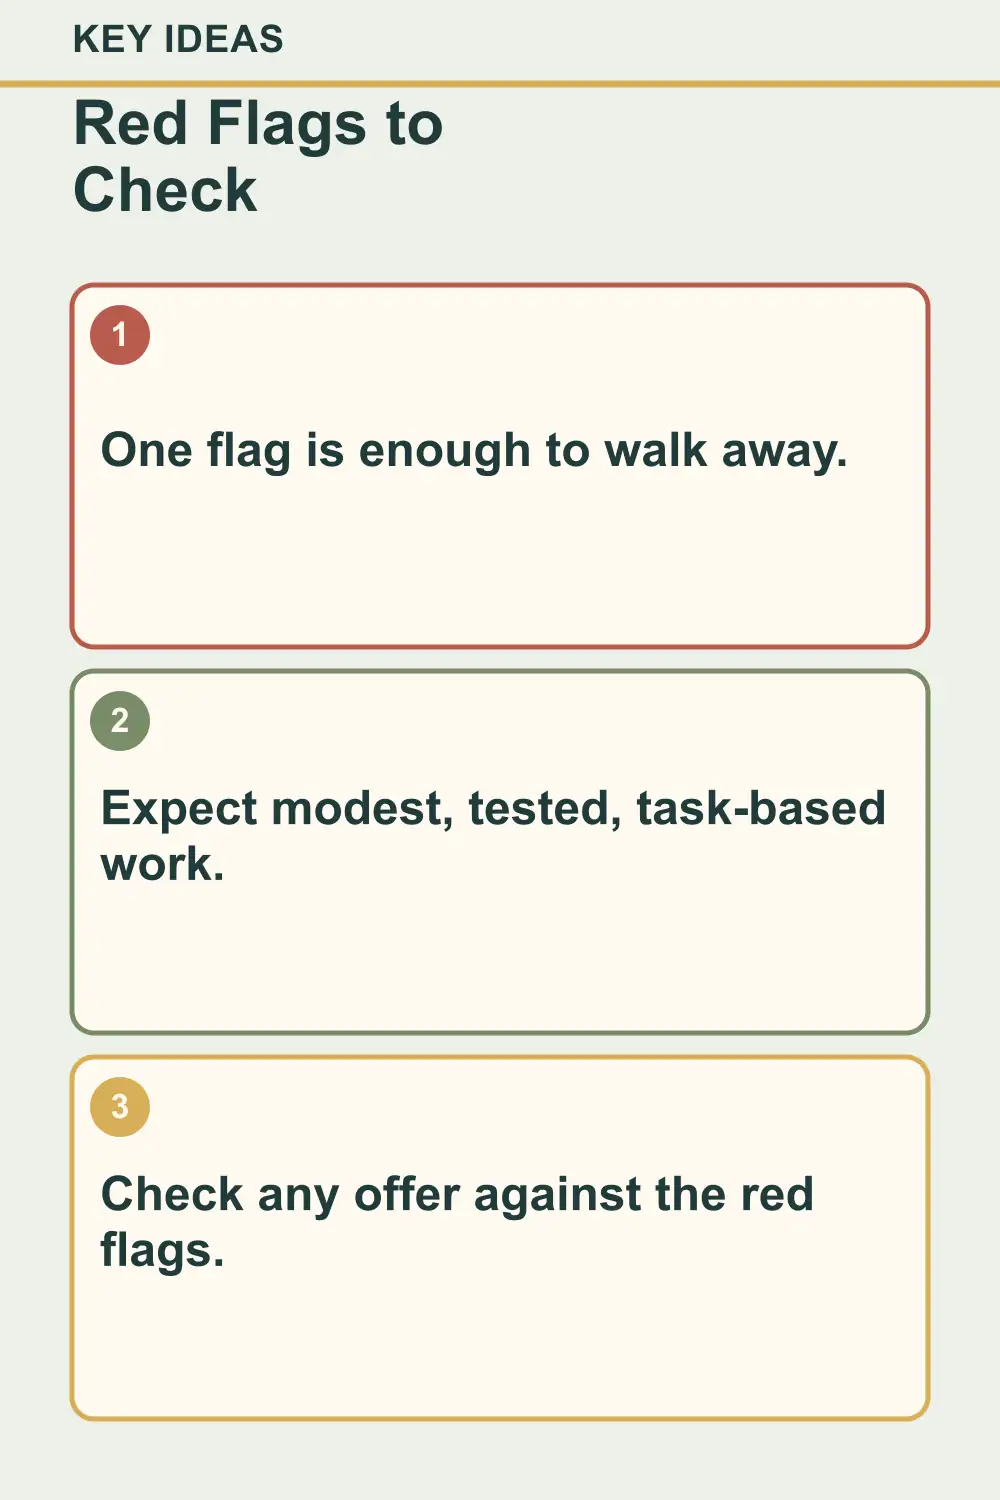 KEY IDEAS
Red Flags to
Check
1
One flag is enough to walk away.
2
Expect modest, tested, task-based
work.
3
Check any offer against the red
flags.